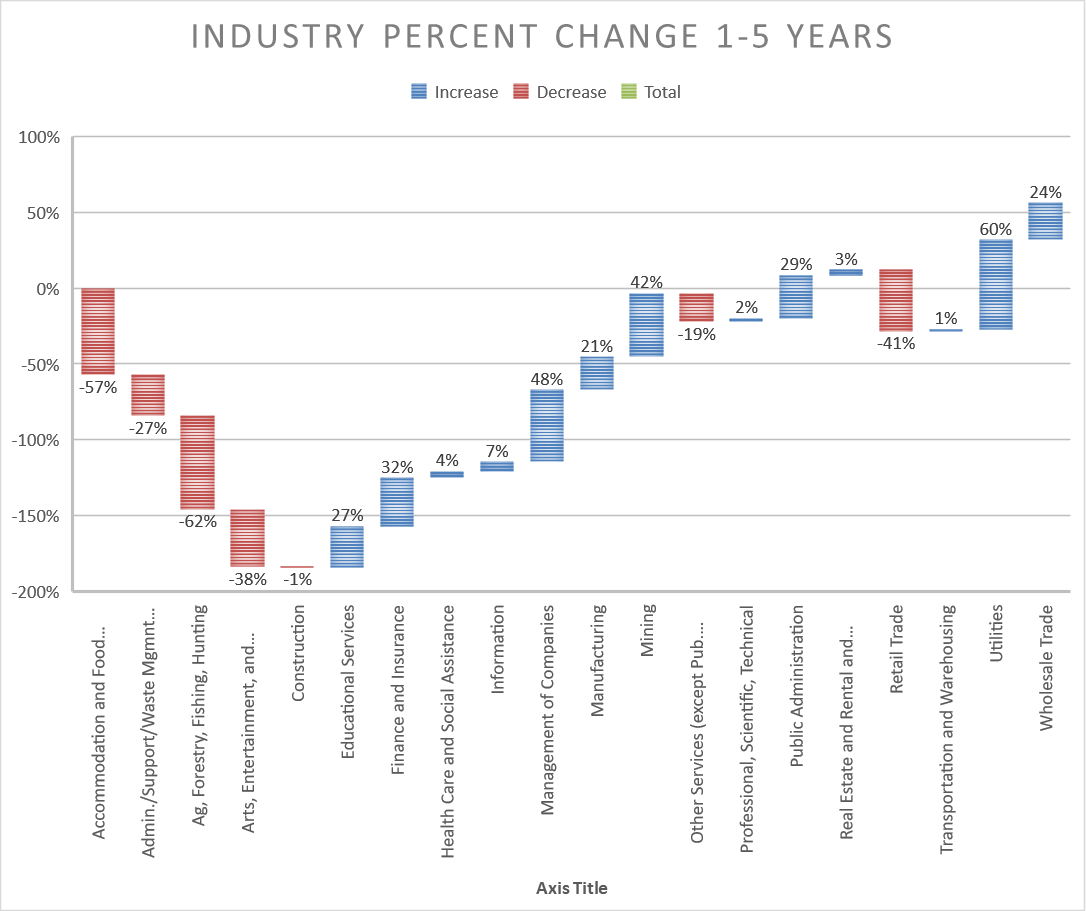 INDUSTRY PERCENT CHANGE 1-5 YEARS
Increase Decrease Total
100%
50%
0%
-50%
-100%
-150%
-200%
-57%
-27%
-62%
-38%
-1%
27%
32%
4%
7%
48%
21%
42%
-19%
2%
29%
3%
-41%
1%
60%
24%
Accommodation and Food...
Admin./Support/Waste Mgmnt...
Ag, Forestry, Fishing, Hunting
Arts, Entertainment, and...
Construction
Educational Services
Finance and Insurance
Health Care and Social Assistance
Information
Management of Companies
Manufacturing
Mining
Other Services (except Pub....
Professional, Scientific, Technical
Public Administration
Real Estate and Rental and...
Retail Trade
Transportation and Warehousing
Utilities
Wholesale Trade
Axis Title